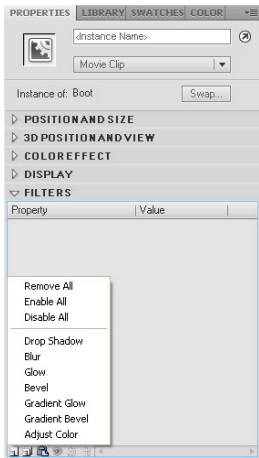 PROPERTIES LIBRARY SWATCHES COLOR
<Instance Name>
Movie Clip
Instance of: Boot Swap...
POSITION AND SIZE
3D POSITION AND VIEW
COLOR EFFECT
DISPLAY
FILTERS
Property Value
Remove All
Enable All
Disable All
Drop Shadow
Blur
Glow
Bevel
Gradient Glow
Gradient Bevel
Adjust Color